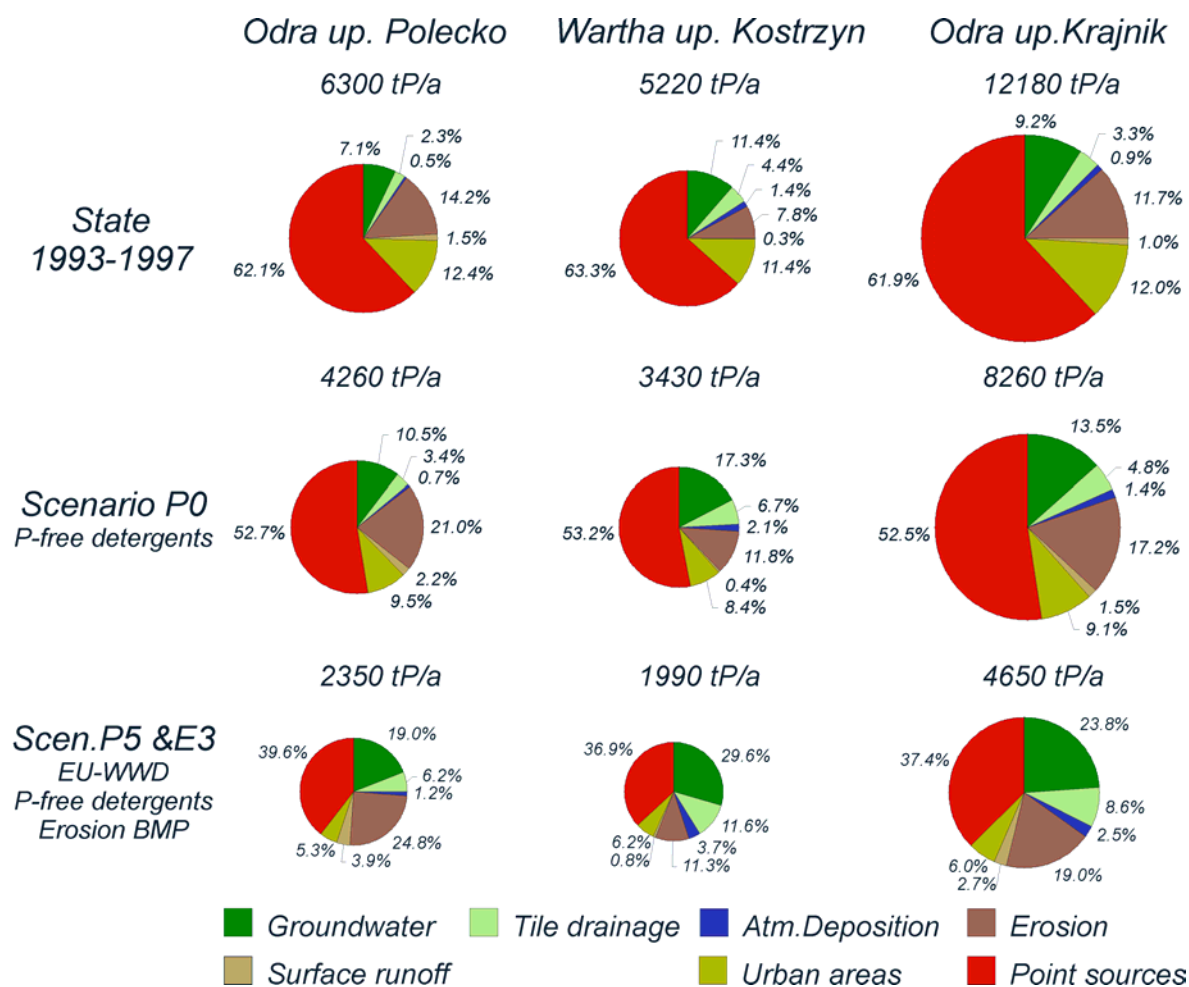 Odra up. Polecko
Wartha up. Kostrzyn
Odra up.Krajnik
6300 tP/a
5220 tP/a
12180 tP/a
State
1993-1997
7.1%
2.3%
0.5%
14.2%
1.5%
12.4%
62.1%
11.4%
4.4%
1.4%
7.8%
0.3%
11.4%
63.3%
9.2%
3.3%
0.9%
11.7%
1.0%
12.0%
61.9%
4260 tP/a
3430 tP/a
8260 tP/a
Scenario P0
P-free detergents
10.5%
3.4%
0.7%
21.0%
2.2%
9.5%
52.7%
17.3%
6.7%
2.1%
11.8%
0.4%
8.4%
53.2%
13.5%
4.8%
1.4%
17.2%
1.5%
9.1%
52.5%
2350 tP/a
1990 tP/a
4650 tP/a
Scen.P5 &E3
EU-WWD
P-free detergents
Erosion BMP
19.0%
6.2%
1.2%
24.8%
3.9%
5.3%
39.6%
29.6%
11.6%
3.7%
11.3%
0.8%
6.2%
36.9%
23.8%
8.6%
2.5%
19.0%
2.7%
6.0%
37.4%
Groundwater
Tile drainage
Atm.Deposition
Erosion
Surface runoff
Urban areas
Point sources